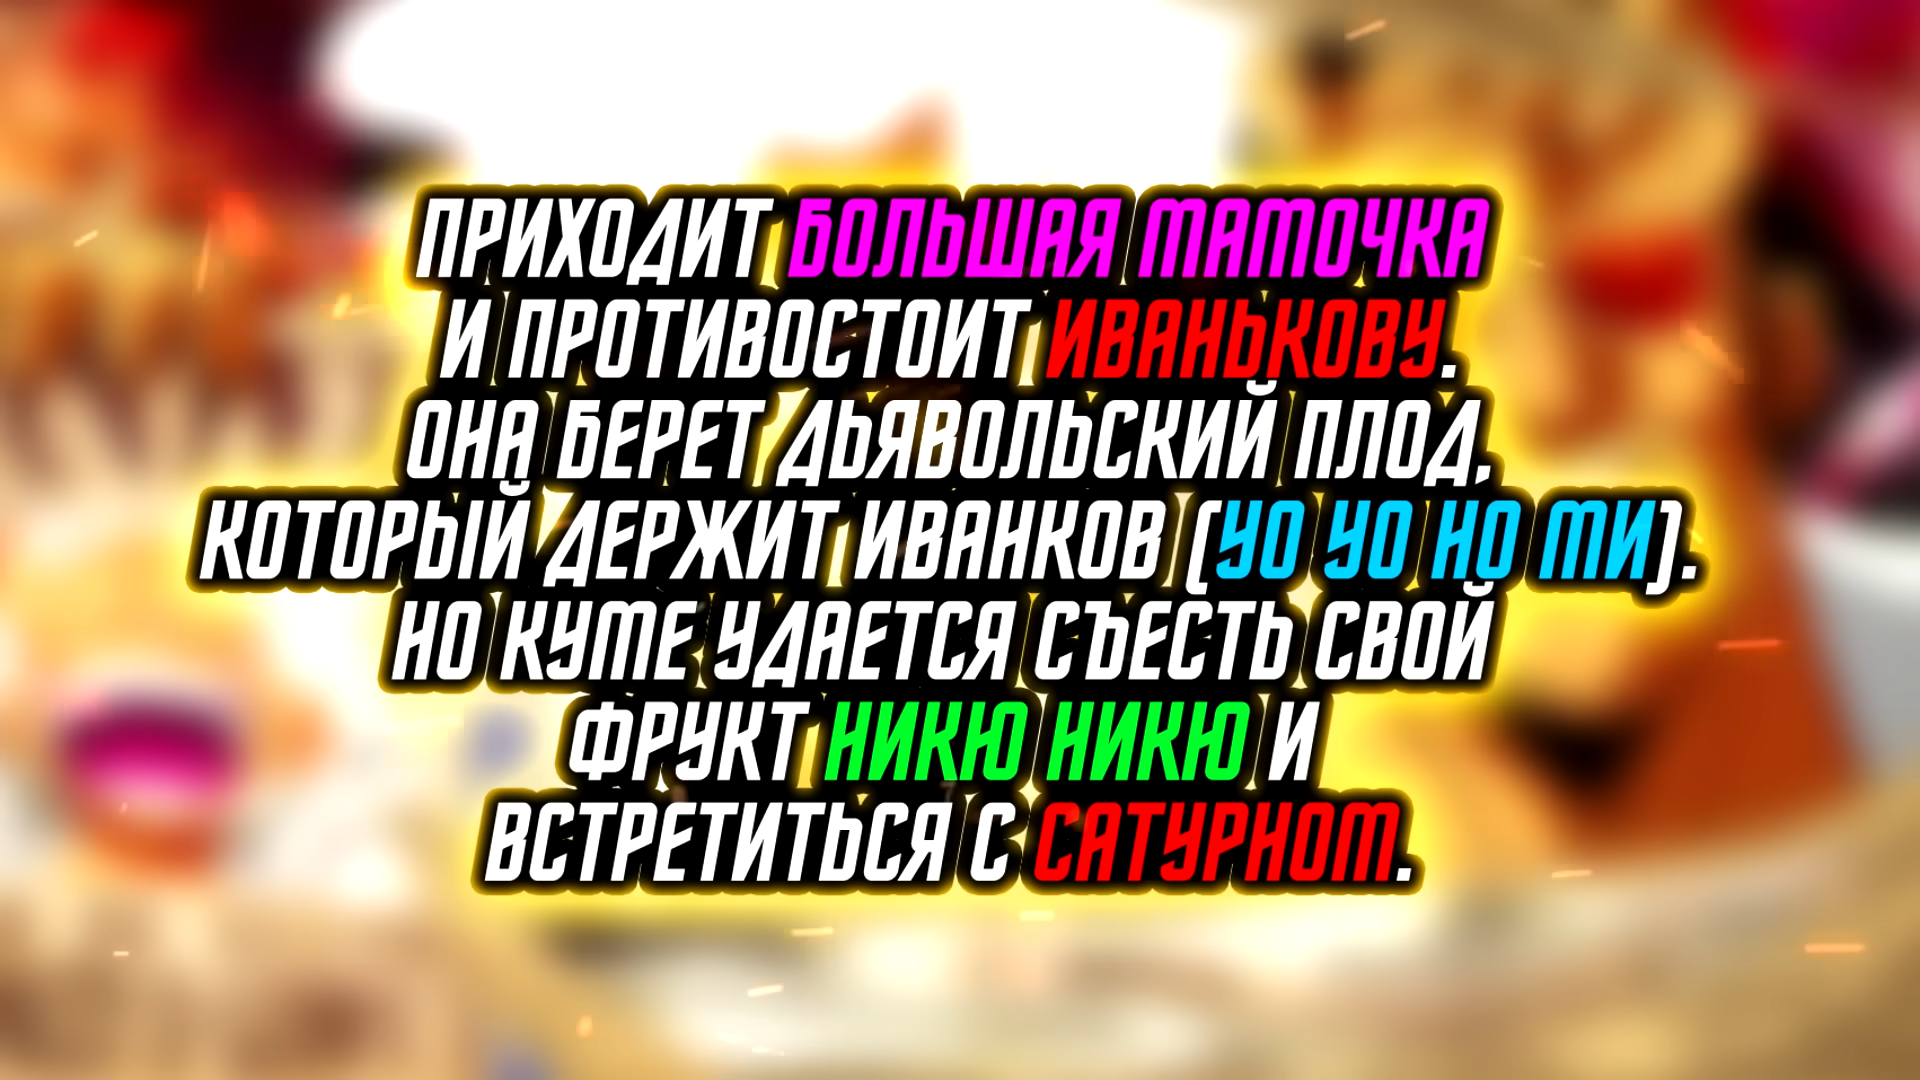 ПРИХОДИТ БОЛЬШАЯ МАМОЧКА
И ПРОТИВОСТОИТ ИВАНЬКОВУ.
ОНА БЕРЕТ ДЬЯВОЛЬСКИЙ ПЛОД,
КОТОРЫЙ ДЕРЖИТ ИВАНКОВ (УО УО НО МИ).
НО КУМЕ УДАЕТСЯ СЪЕСТЬ СВОЙ
ФРУКТ НИКЮ НИКЮ И
ВСТРЕТИТЬСЯ С САТУРНОМ.